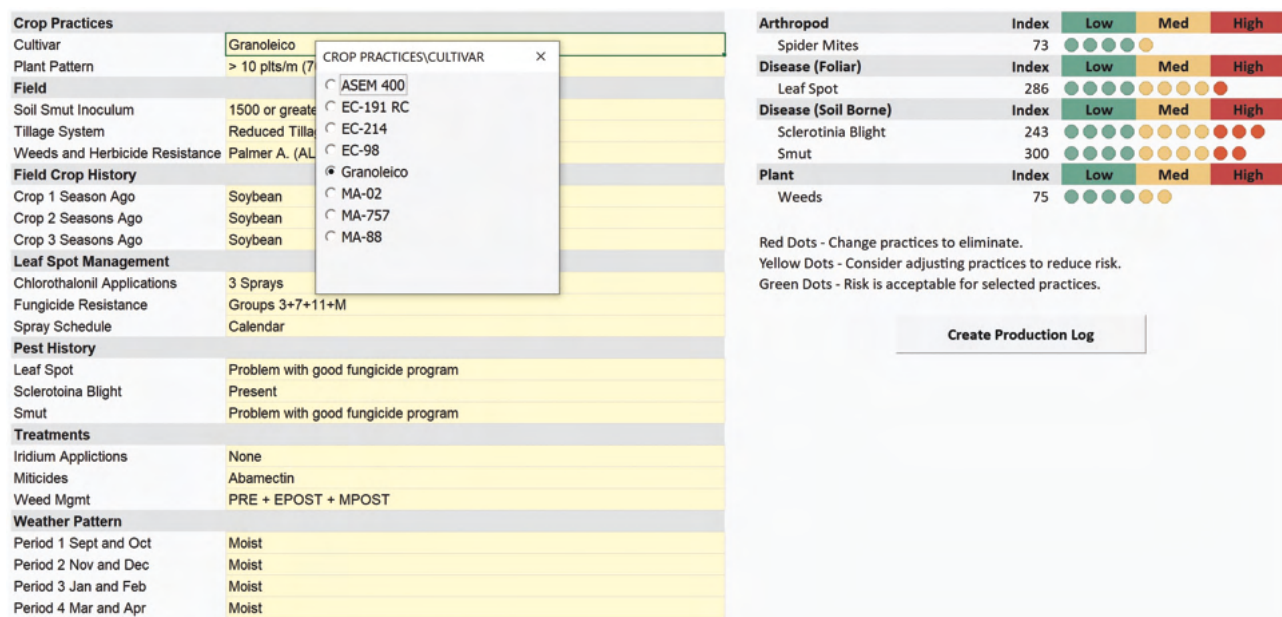 Crop Practices
Cultivar Granoleico
Plant Pattern > 10 plts/m (7
Field
Soil Smut Inoculum 1500 or greate
Tillage System Reduced Tilla
Weeds and Herbicide Resistance Palmer A. (AL
Field Crop History
Crop 1 Season Ago Soybean
Crop 2 Seasons Ago Soybean
Crop 3 Seasons Ago Soybean
Leaf Spot Management
Chlorothalonil Applications 3 Sprays
Fungicide Resistance Groups 3+7+11+M
Spray Schedule Calendar
Pest History
Leaf Spot Problem with good fungicide program
Sclerotoina Blight Present
Smut Problem with good fungicide program
Treatments
Iridium Applictions None
Miticides Abamectin
Weed Mgmt PRE + EPOST + MPOST
Weather Pattern
Period 1 Sept and Oct Moist
Period 2 Nov and Dec Moist
Period 3 Jan and Feb Moist
Period 4 Mar and Apr Moist
CROP PRACTICES\CULTIVAR ×
ASEM 400
EC-191 RC
EC-214
EC-98
Granoleico
MA-02
MA-757
MA-88
Arthropod Index Low Med High
Spider Mites 73
Disease (Foliar) Index Low Med High
Leaf Spot 286
Disease (Soil Borne) Index Low Med High
Sclerotinia Blight 243
Smut 300
Plant Index Low Med High
Weeds 75
Red Dots - Change practices to eliminate.
Yellow Dots - Consider adjusting practices to reduce risk.
Green Dots - Risk is acceptable for selected practices.
Create Production Log